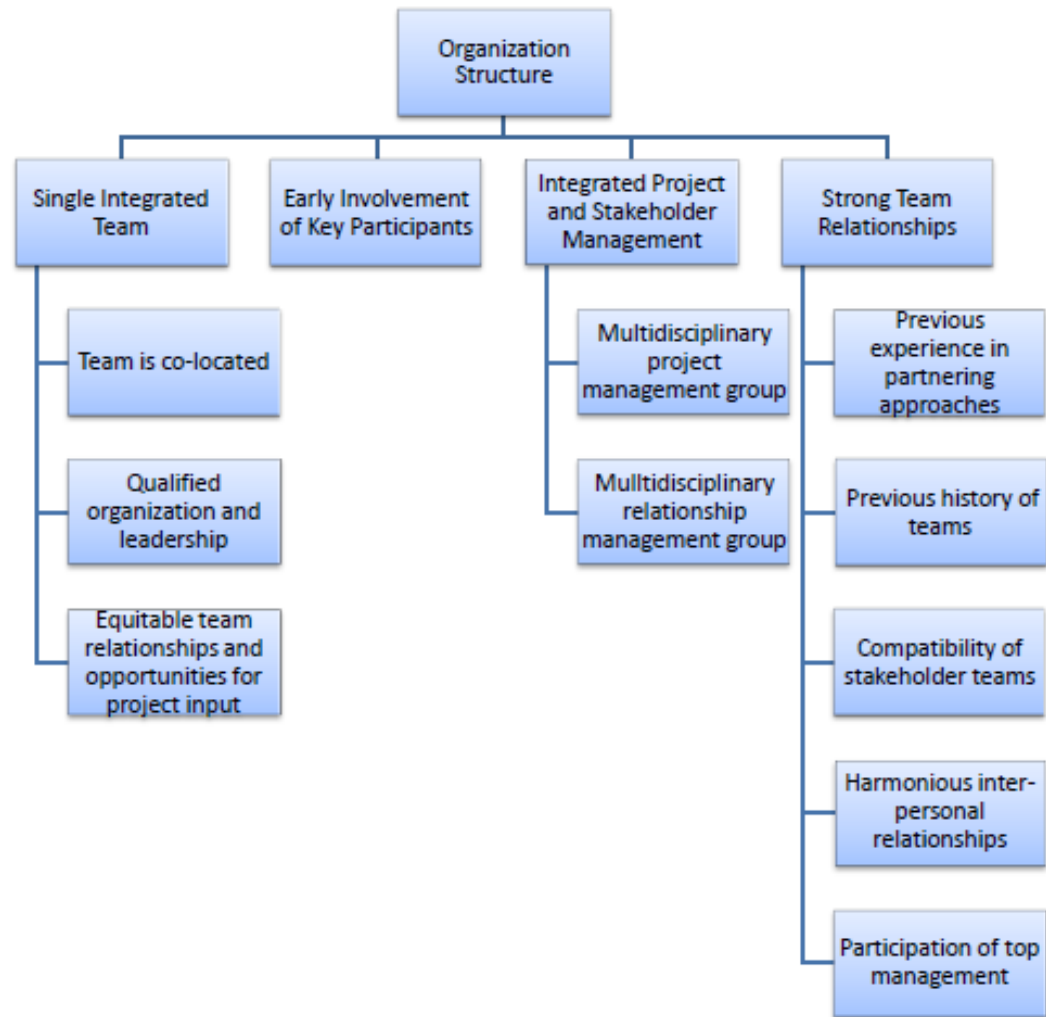 Organization
Structure
Single Integrated
Team
Early Involvement
of Key Participants
Integrated Project
and Stakeholder
Management
Strong Team
Relationships
Team is co-located
Qualified
organization and
leadership
Equitable team
relationships and
opportunities for
project input
Multidisciplinary
project
management group
Mulltidisciplinary
relationship
management group
Previous
experience in
partnering
approaches
Previous history of
teams
Compatibility of
stakeholder teams
Harmonious inter-
personal
relationships
Participation of top
management